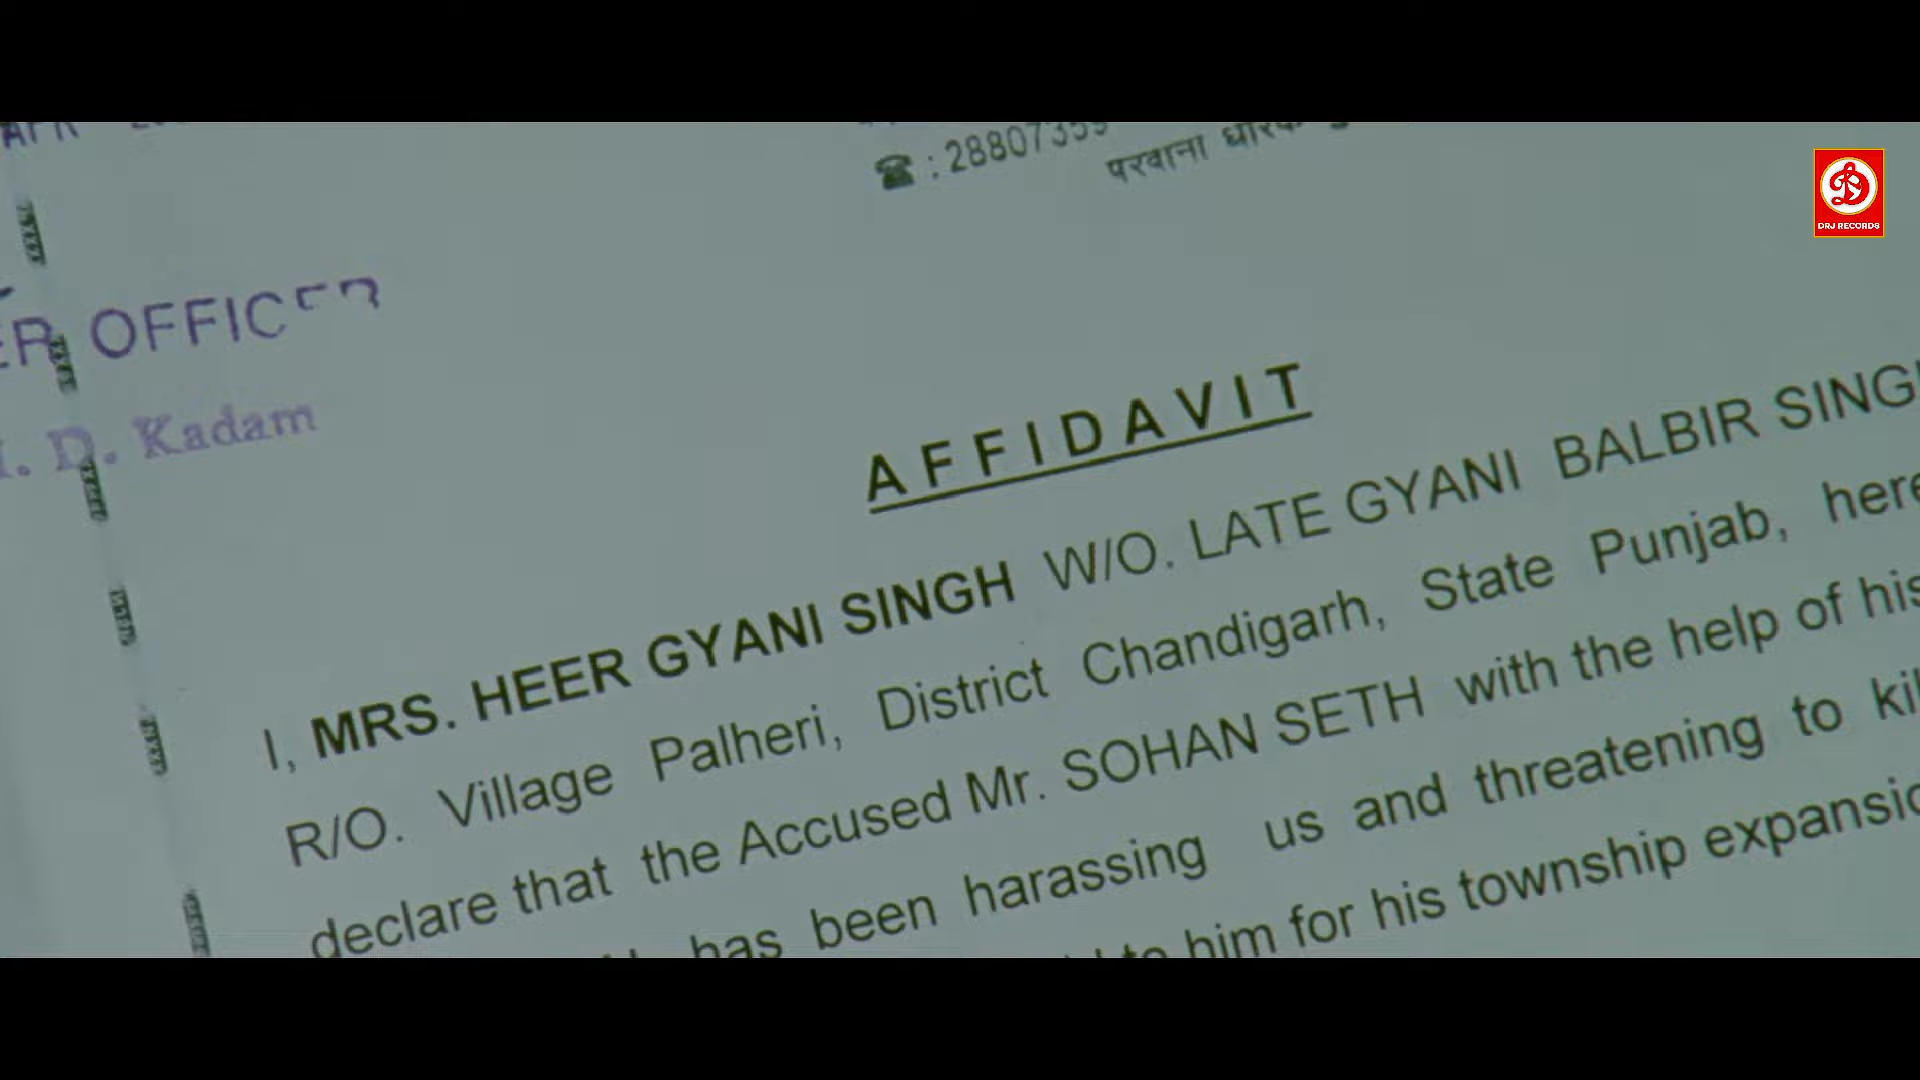 : 28807359
परवाना
OFFICER
D. Kadam
DRJ RECORDS
AFFIDAVIT
I, MRS. HEER GYANI SINGH W/O. LATE GYANI BALBIR SINGH
R/O. Village Palheri, District Chandigarh, State Punjab, here
declare that the Accused Mr. SOHAN SETH with the help of his
has been harassing us and threatening to kil
to him for his township expansio